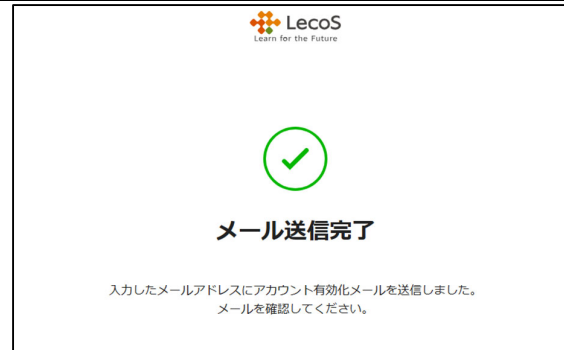 LecoS
Learn for the Future
メール送信完了
入力したメールアドレスにアカウント有効化メールを送信しました。
メールを確認してください。